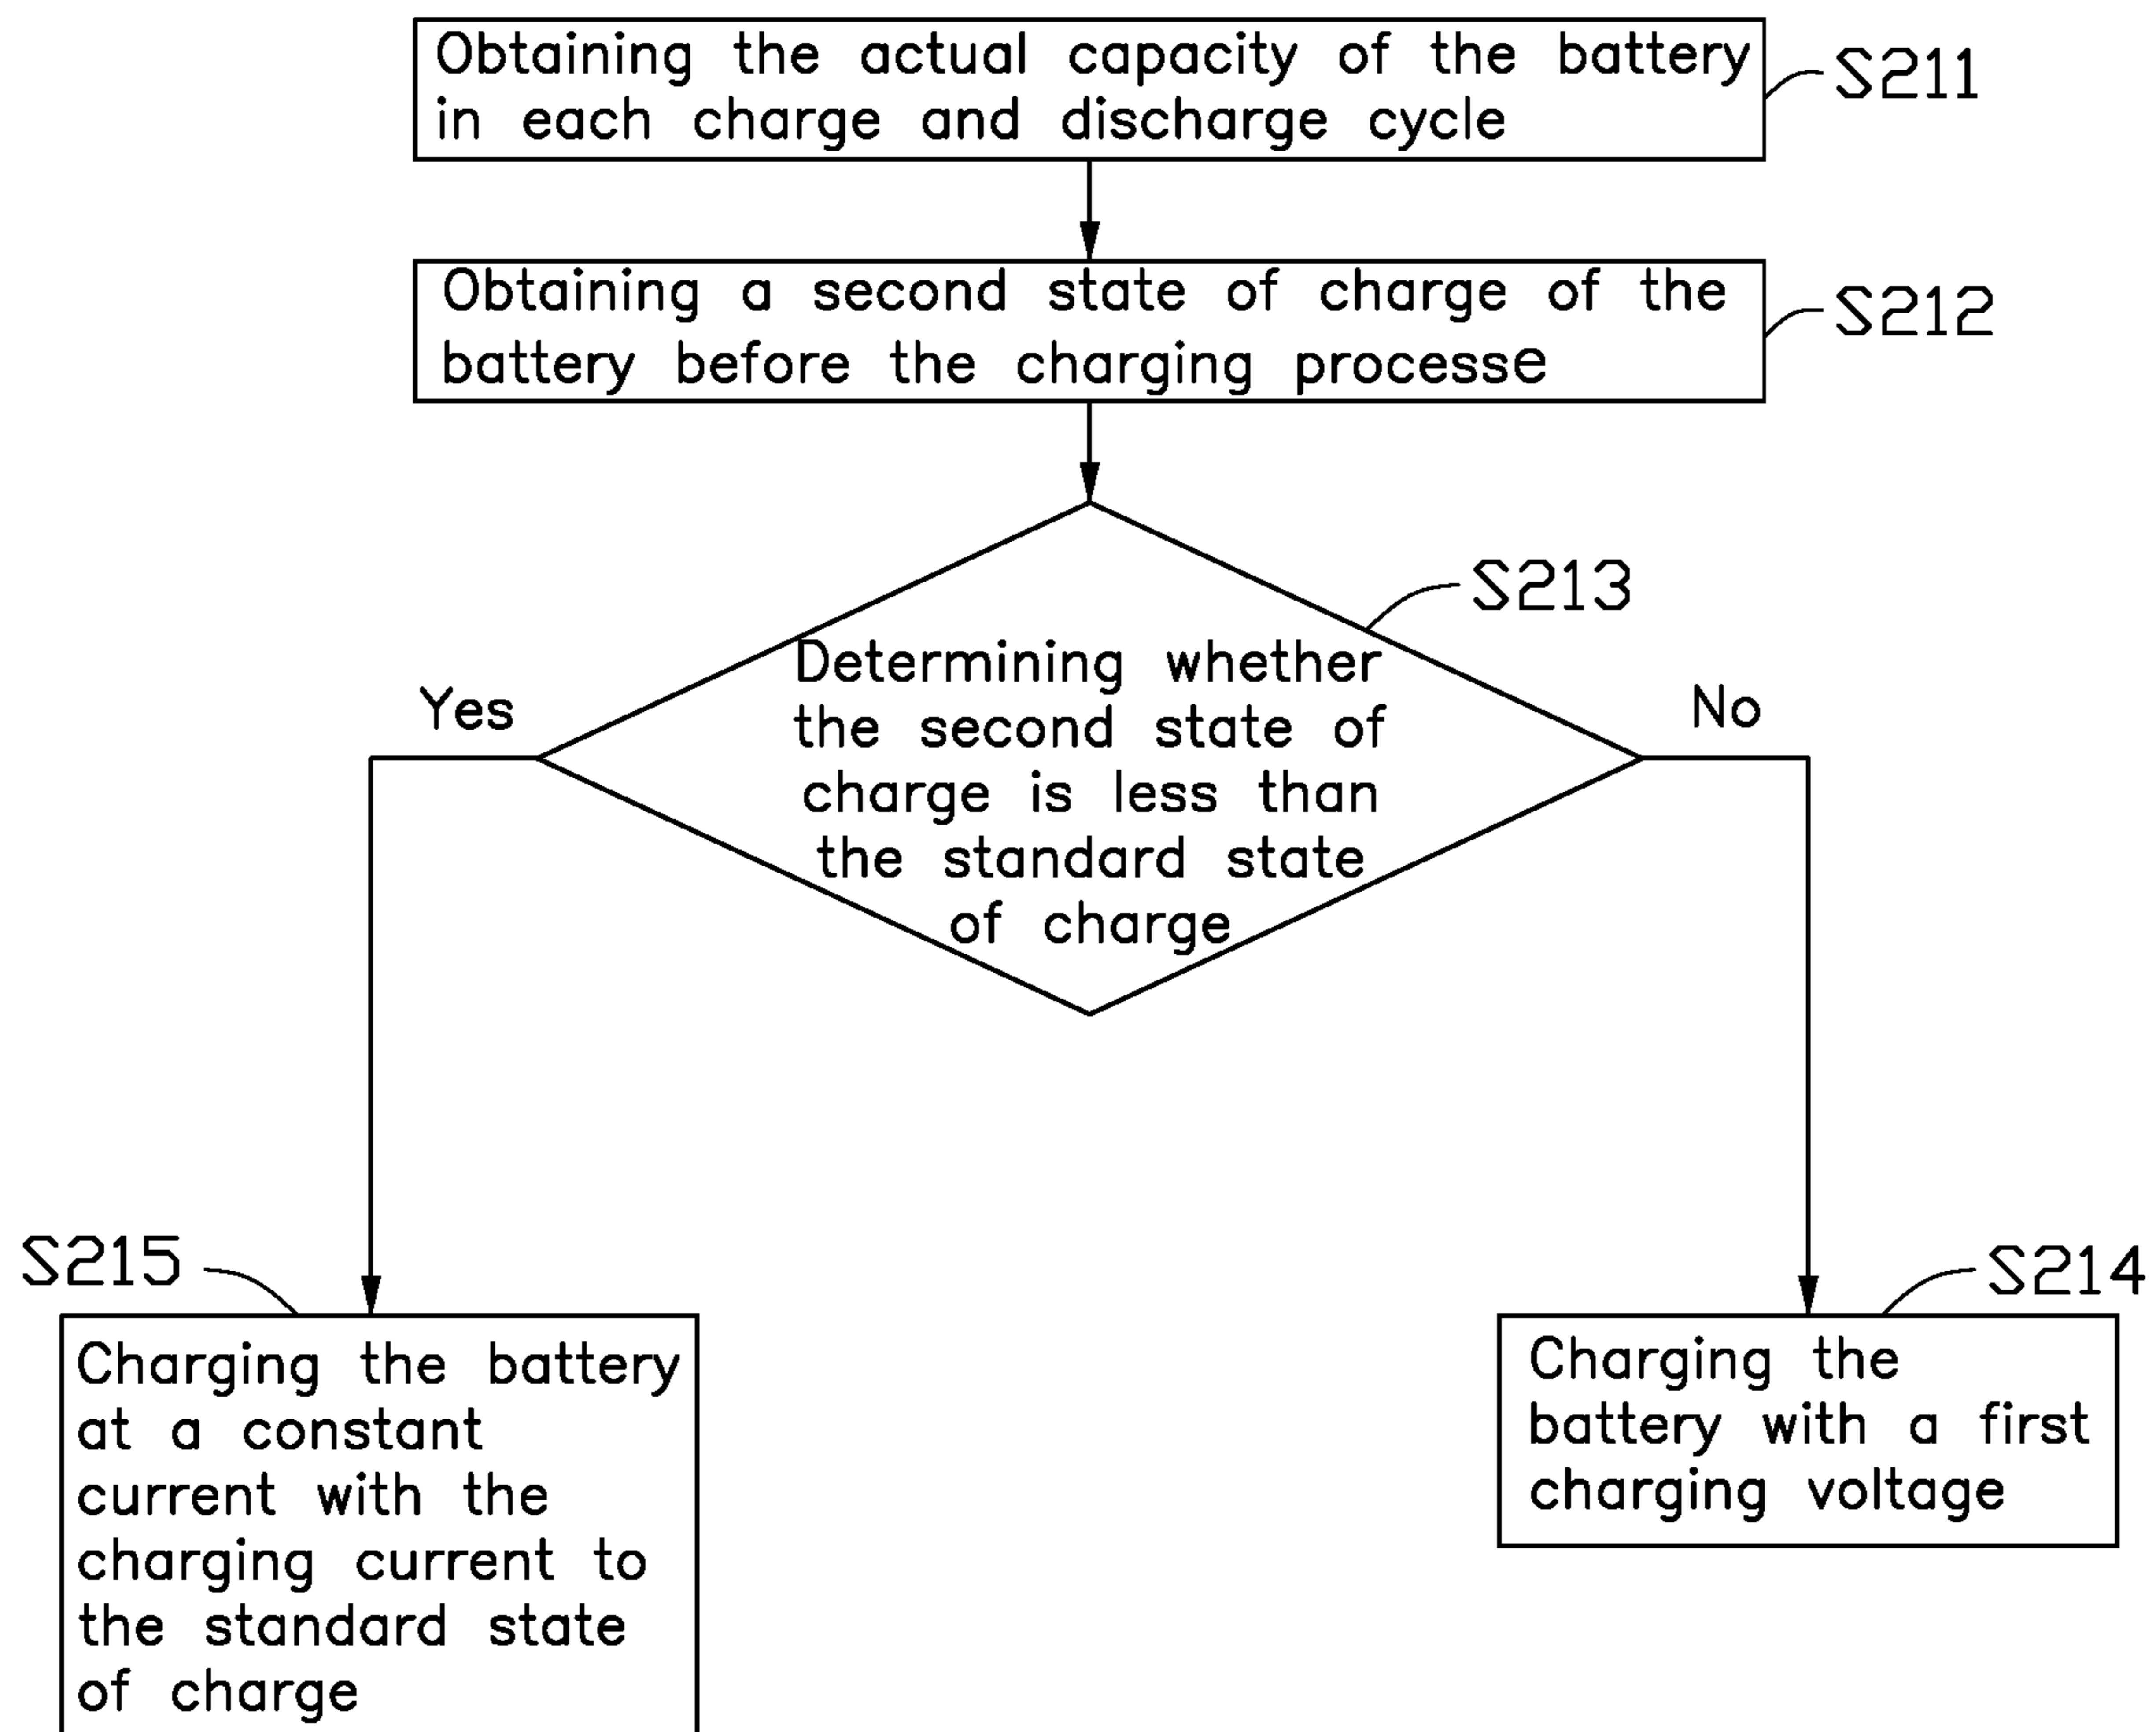 Obtaining the actual capacity of the battery
in each charge and discharge cycle
S211
Obtaining a second state of charge of the
battery before the charging processe
S212
S213
Determining whether
the second state of
charge is less than
the standard state
of charge
Yes
No
S215
Charging the battery
at a constant
current with the
charging current to
the standard state
of charge
S214
Charging the
battery with a first
charging voltage